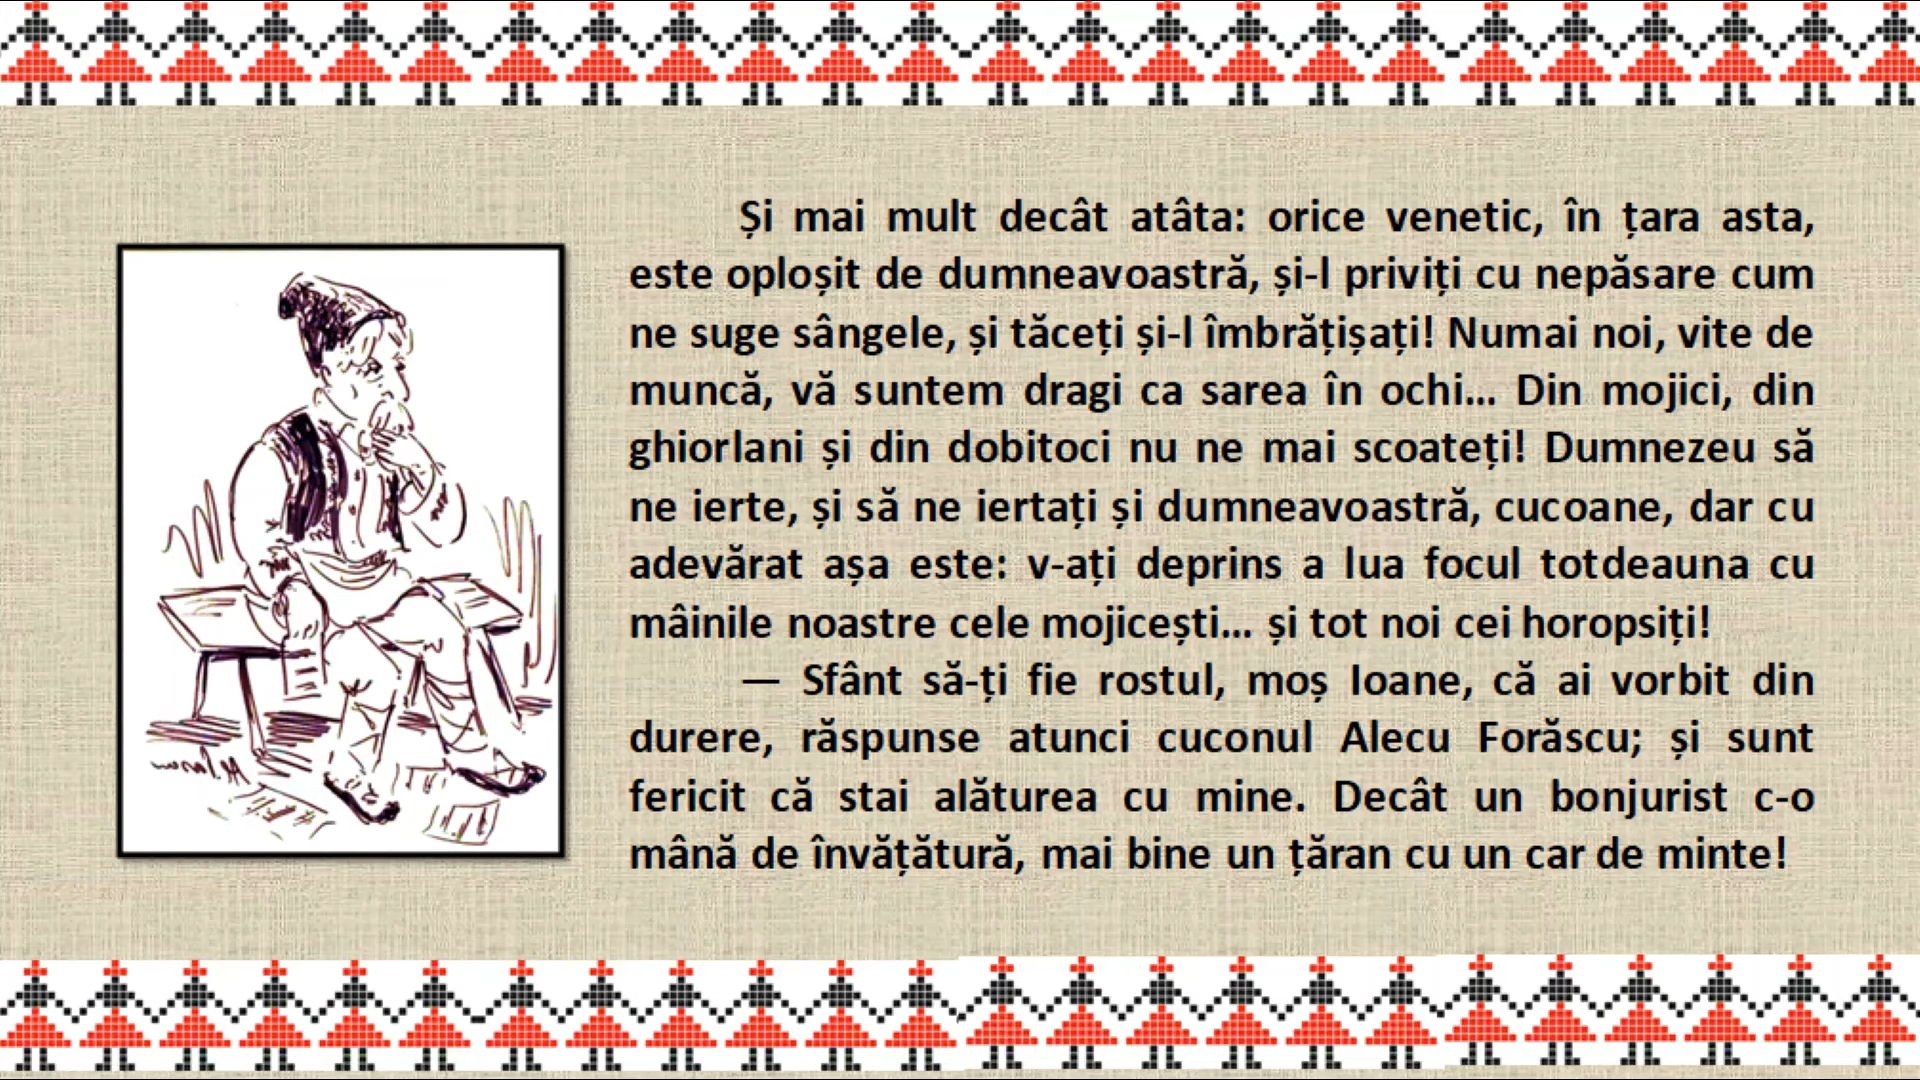 Și mai mult decât atâta: orice venetic, în țara asta,
este oploșit de dumneavoastră, și-l priviți cu nepăsare cum
ne suge sângele, și tăceți și-l îmbrățișați! Numai noi, vite de
muncă, vă suntem dragi ca sarea în ochi... Din mojici, din
ghiorlani și din dobitoci nu ne mai scoateți! Dumnezeu să
ne ierte, și să ne iertați și dumneavoastră, cucoane, dar cu
adevărat așa este: v-ați deprins a lua focul totdeauna cu
mâinile noastre cele mojicești... și tot noi cei horopsiți!
— Sfânt să-ți fie rostul, moș Ioane, că ai vorbit din
durere, răspunse atunci cuconul Alecu Forăscu; și sunt
fericit că stai alăturea cu mine. Decât un bonjurist c-o
mână de învățătură, mai bine un țăran cu un car de minte!